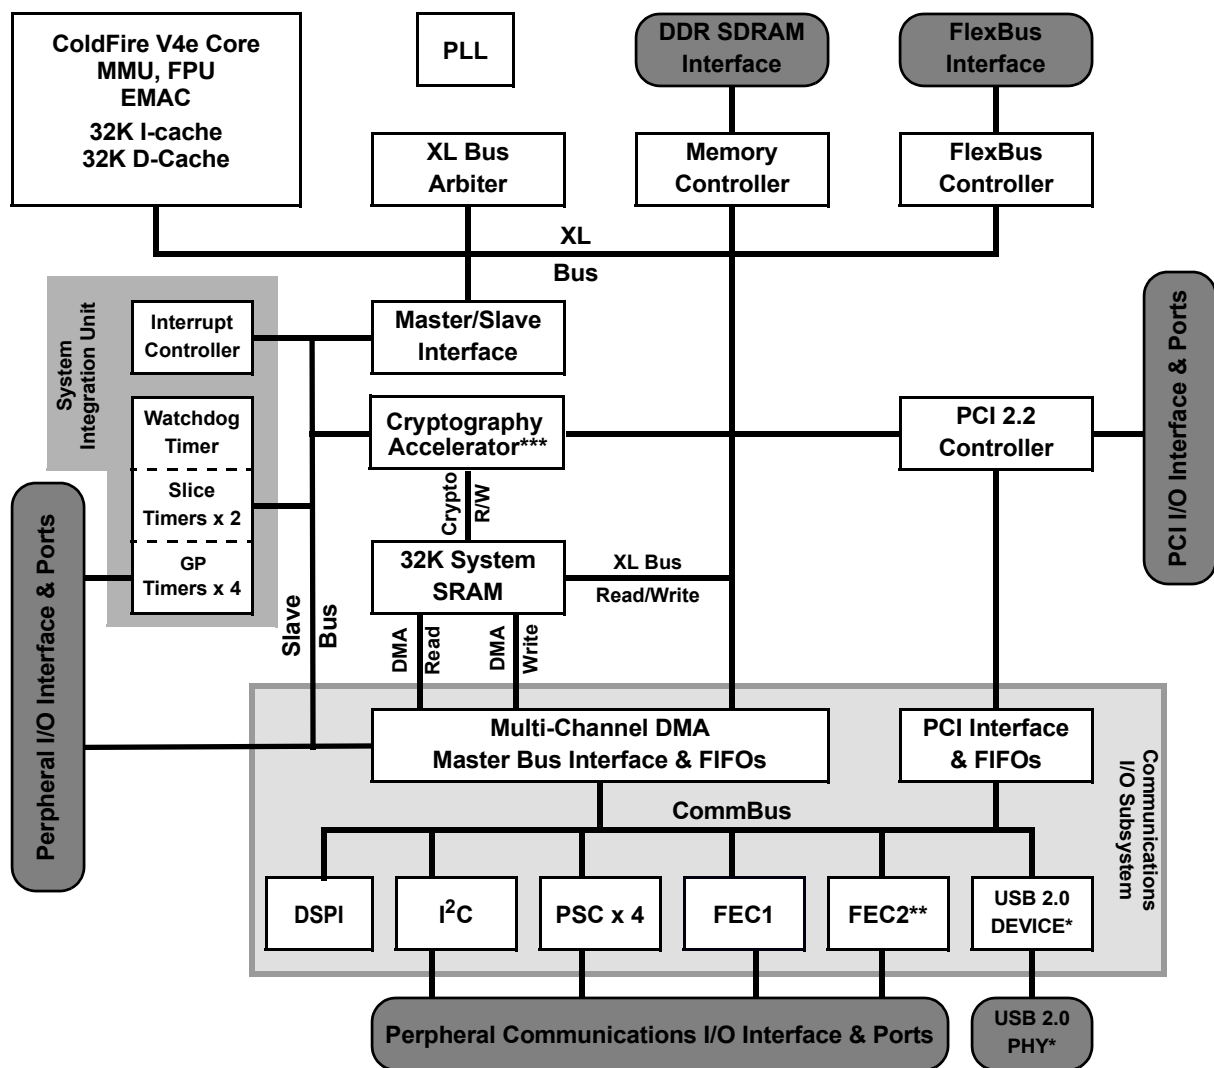 ColdFire V4e Core
MMU, FPU
EMAC
32K I-cache
32K D-Cache
PLL
DDR SDRAM
Interface
FlexBus
Interface
XL Bus
Arbiter
Memory
Controller
FlexBus
Controller
XL
Bus
System
Integration Unit
Interrupt
Controller
Master/Slave
Interface
PCI I/O Interface & Ports
Watchdog
Timer
Slice
Timers x 2
GP
Timers x 4
Cryptography
Accelerator***
PCI 2.2
Controller
Crypto
R/W
32K System
SRAM
XL Bus
Read/Write
Perpheral I/O Interface & Ports
Slave
Bus
DMA
Read
DMA
Write
Multi-Channel DMA
Master Bus Interface & FIFOs
PCI Interface
& FIFOs
Communications
I/O Subsystem
CommBus
DSPI
I²C
PSC x 4
FEC1
FEC2**
USB 2.0
DEVICE*
Perpheral Communications I/O Interface & Ports
USB 2.0
PHY*